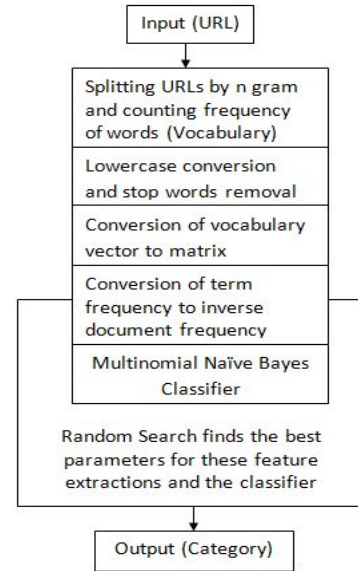 Input (URL)
Splitting URLs by n gram
and counting frequency
of words (Vocabulary)
Lowercase conversion
and stop words removal
Conversion of vocabulary
vector to matrix
Conversion of term
frequency to inverse
document frequency
Multinomial Naïve Bayes
Classifier
Random Search finds the best
parameters for these feature
extractions and the classifier
Output (Category)